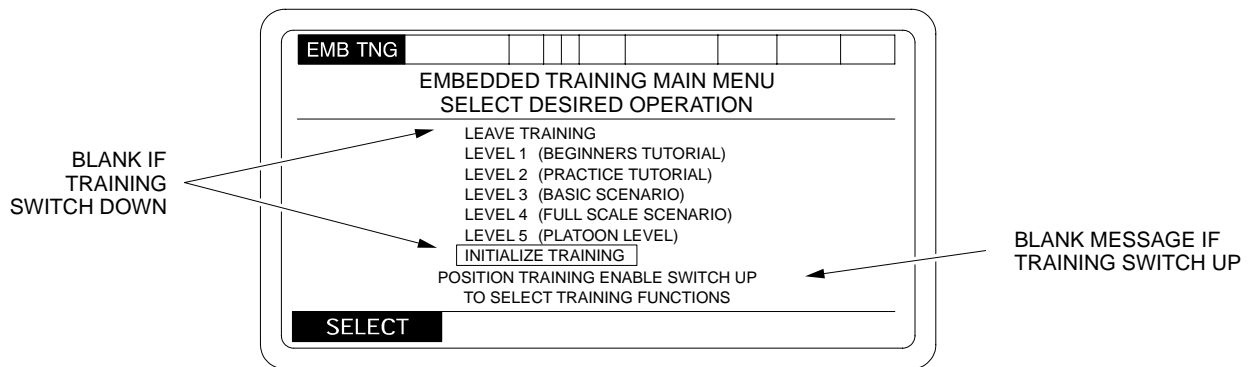 EMB TNG
EMBEDDED TRAINING MAIN MENU
SELECT DESIRED OPERATION
BLANK IF
TRAINING
SWITCH DOWN
LEAVE TRAINING
LEVEL 1 (BEGINNERS TUTORIAL)
LEVEL 2 (PRACTICE TUTORIAL)
LEVEL 3 (BASIC SCENARIO)
LEVEL 4 (FULL SCALE SCENARIO)
LEVEL 5 (PLATOON LEVEL)
INITIALIZE TRAINING
POSITION TRAINING ENABLE SWITCH UP
TO SELECT TRAINING FUNCTIONS
BLANK MESSAGE IF
TRAINING SWITCH UP
SELECT